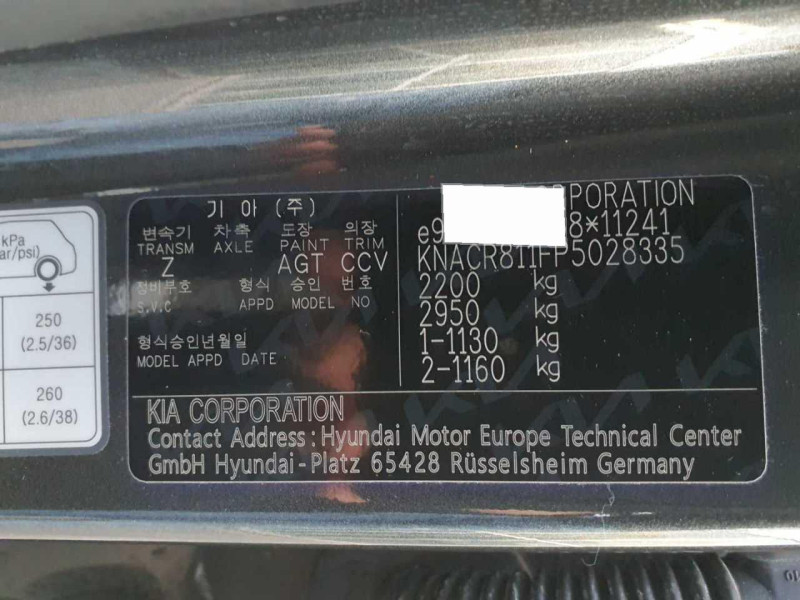 kPa
ar/psi)
250
(2.5/36)
260
(2.6/38)
기 아 (주)
변속기 차축 도장 의장
TRANSM AXLE PAINT TRIM
Z AGT CCV
정비부호 형식 승인 번호
S.V.C APPD MODEL NO
형식승인년월일
MODEL APPD DATE
PORATION
e9 8*11241
KNACR811FP5028335
2200 kg
2950 kg
1-1130 kg
2-1160 kg
KIA CORPORATION
Contact Address : Hyundai Motor Europe Technical Center
GmbH Hyundai-Platz 65428 Rüsselsheim Germany